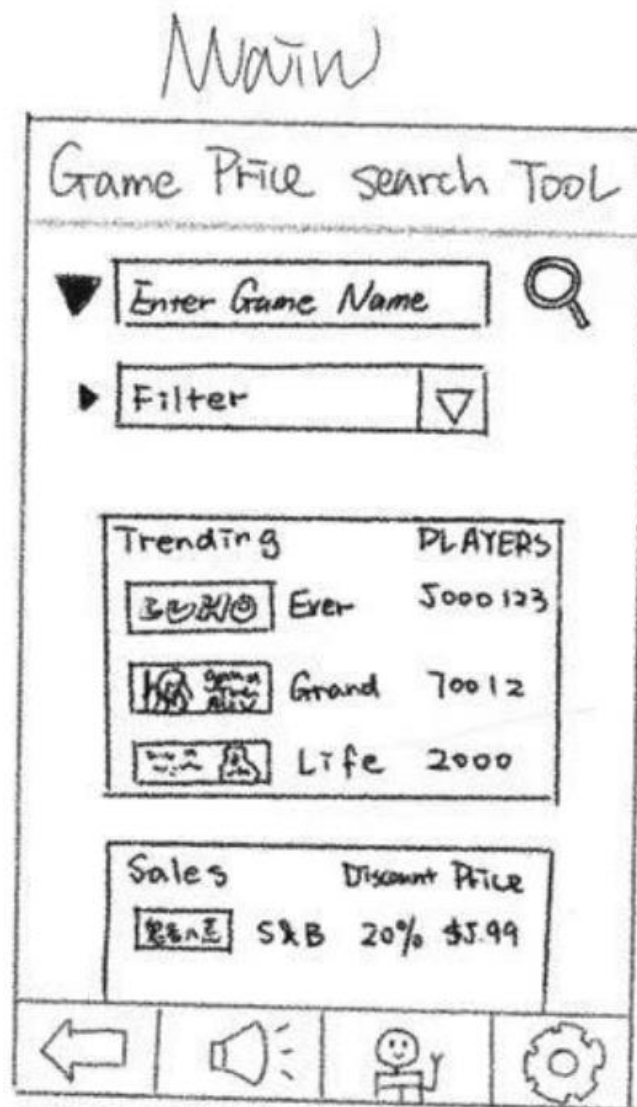 Main
Game Price search TooL
Enter Game Name
Filter
Trending PLAYERS
Ever 5000123
Grand 70012
Life 2000
Sales Discount Price
S&B 20% $5.99